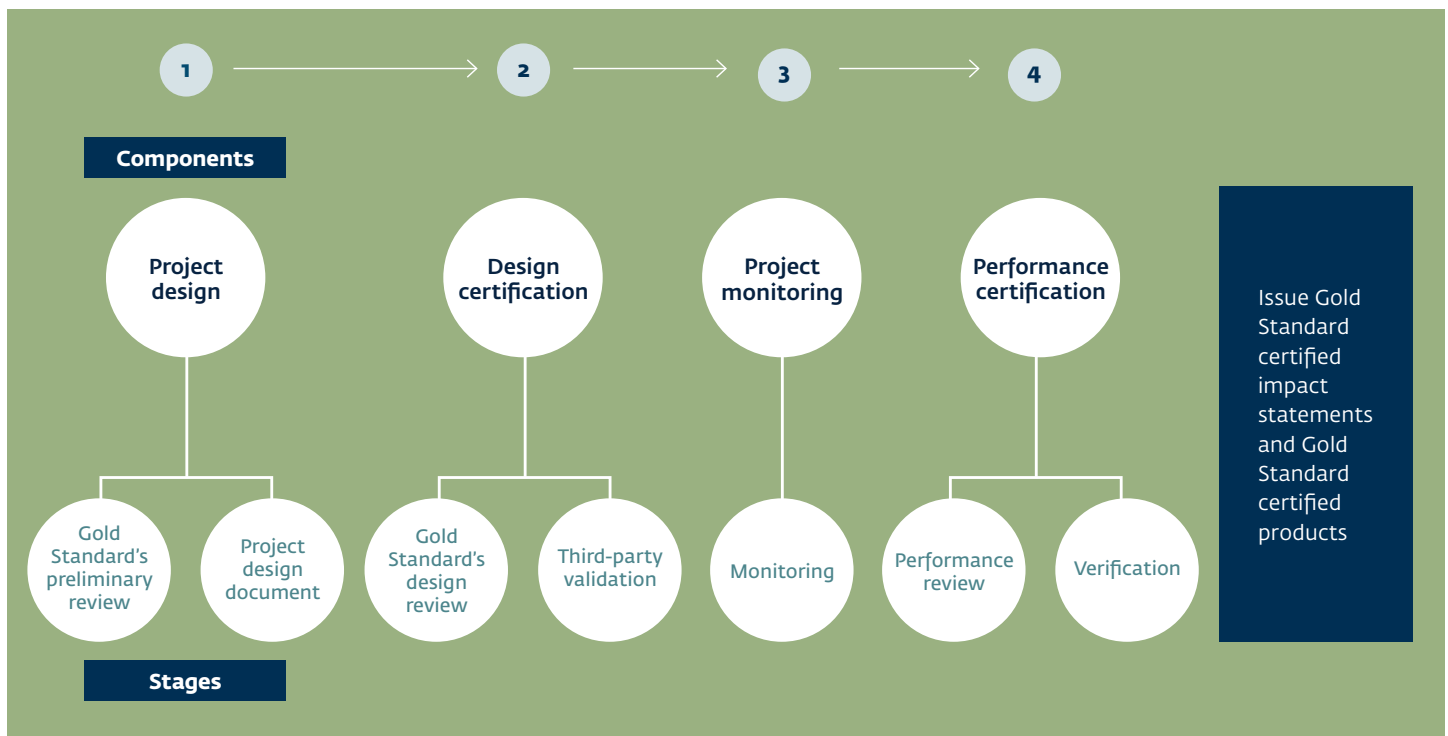 1
2
3
4
Components
Project
design
Design
certification
Project
monitoring
Performance
certification
Gold
Standard's
preliminary
review
Project
design
document
Gold
Standard's
design
review
Third-party
validation
Monitoring
Performance
review
Verification
Stages
Issue Gold
Standard
certified
impact
statements
and Gold
Standard
certified
products